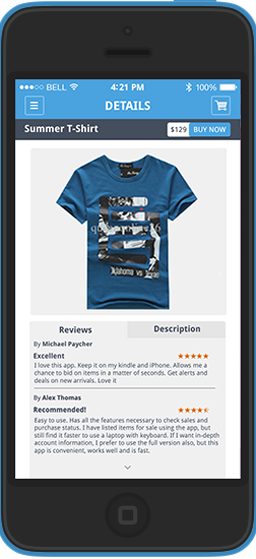 BELL 4:21 PM 100%
DETAILS
Summer T-Shirt $129 BUY NOW
Oklahoma vs
Reviews Description
By Michael Paycher
Excellent
I love this app. Keep it on my kindle and iPhone. Allows me a
chance to bid on items in a matter of seconds. Get alerts and
deals on new arrivals. Love it
By Alex Thomas
Recommended!
Easy to use. Has all the features necessary to check sales and
purchase status. I have listed items for sale using the app, but
still find it faster to use a laptop with keyboard. If I want in-depth
account information, I prefer to use the full version also, but this
app is convenient, works well and is fast.